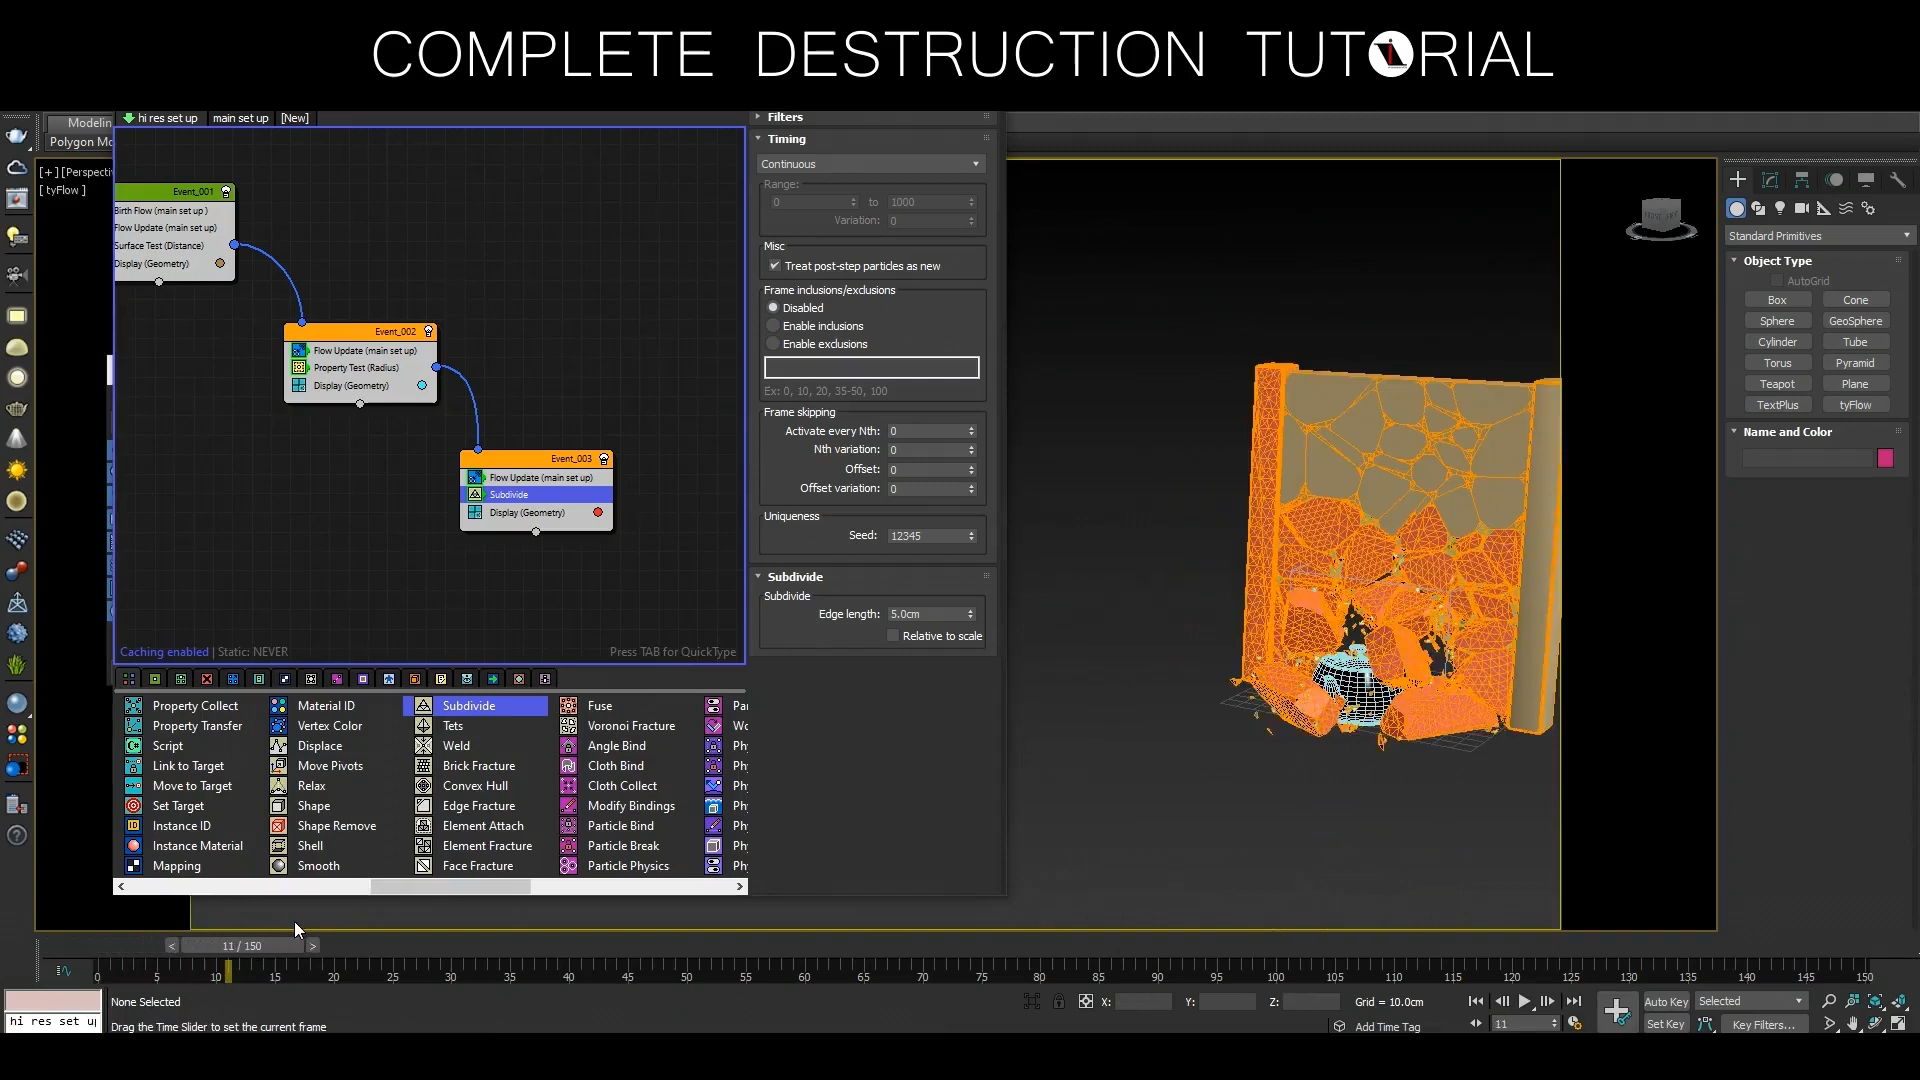 COMPLETE DESTRUCTION TUTORIAL
hi res set up
main set up
[New]
Filters
Modelin
Polygon Mo
[+] [Perspecti
[ tyFlow ]
Timing
Continuous
Range:
0 to 1000
Variation: 0
Misc
Treat post-step particles as new
Frame inclusions/exclusions
Disabled
Enable inclusions
Enable exclusions
Ex: 0, 10, 20, 35-50, 100
Frame skipping
Activate every Nth: 0
Nth variation: 0
Offset: 0
Offset variation: 0
Uniqueness
Seed: 12345
Subdivide
Subdivide
Edge length: 5.0cm
Relative to scale
Event_001
Birth Flow (main set up )
Flow Update (main set up)
Surface Test (Distance)
Display (Geometry)
Event_002
Flow Update (main set up)
Property Test (Radius)
Display (Geometry)
Event_003
Flow Update (main set up)
Subdivide
Display (Geometry)
Caching enabled | Static: NEVER
Press TAB for QuickType
Property Collect Material ID Subdivide Fuse Pa
Property Transfer Vertex Color Tets Voronoi Fracture Wo
Script Displace Weld Angle Bind Phy
Link to Target Move Pivots Brick Fracture Cloth Bind Phy
Move to Target Relax Convex Hull Cloth Collect Phy
Set Target Shape Edge Fracture Modify Bindings Phy
Instance ID Shape Remove Element Attach Particle Bind Phy
Instance Material Shell Element Fracture Particle Break Phy
Mapping Smooth Face Fracture Particle Physics Phy
Standard Primitives
Object Type
AutoGrid
Box Cone
Sphere GeoSphere
Cylinder Tube
Torus Pyramid
Teapot Plane
TextPlus tyFlow
Name and Color
< 11 / 150 >
0 5 10 15 20 25 30 35 40 45 50 55 60 65 70 75 80 85 90 95 100 105 110 115 120 125 130 135 140 145 150
None Selected
X: Y: Z: Grid = 10.0cm
Auto Key Selected
hi res set up
Drag the Time Slider to set the current frame
Add Time Tag
11
Set Key Key Filters...